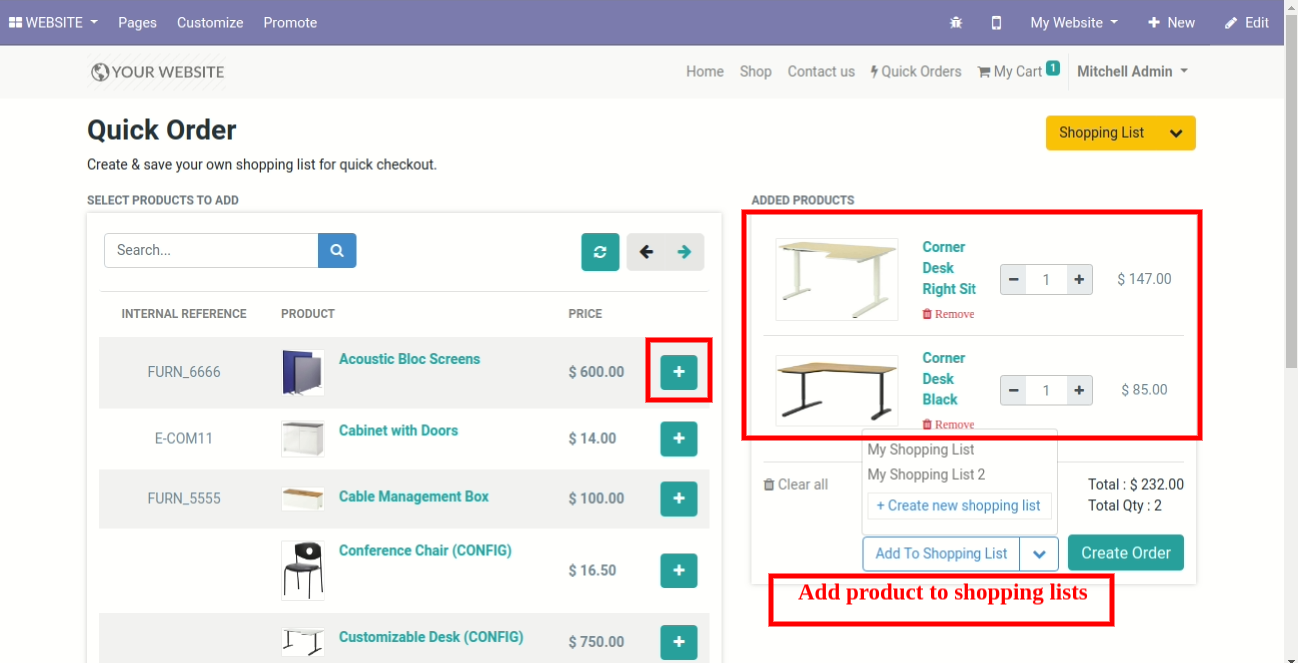 WEBSITE Pages Customize Promote My Website New Edit
YOUR WEBSITE Home Shop Contact us Quick Orders My Cart 1 Mitchell Admin
Quick Order
Shopping List
Create & save your own shopping list for quick checkout.
SELECT PRODUCTS TO ADD
Search...
INTERNAL REFERENCE PRODUCT PRICE
FURN_6666 Acoustic Bloc Screens $ 600.00 +
E-COM11 Cabinet with Doors $ 14.00 +
FURN_5555 Cable Management Box $ 100.00 +
Conference Chair (CONFIG) $ 16.50 +
Customizable Desk (CONFIG) $ 750.00 +
ADDED PRODUCTS
Corner
Desk
Right Sit
− 1 + $ 147.00
Remove
Corner
Desk
Black
− 1 + $ 85.00
Remove
My Shopping List
My Shopping List 2
+ Create new shopping list
Clear all
Total : $ 232.00
Total Qty : 2
Add To Shopping List
Create Order
Add product to shopping lists